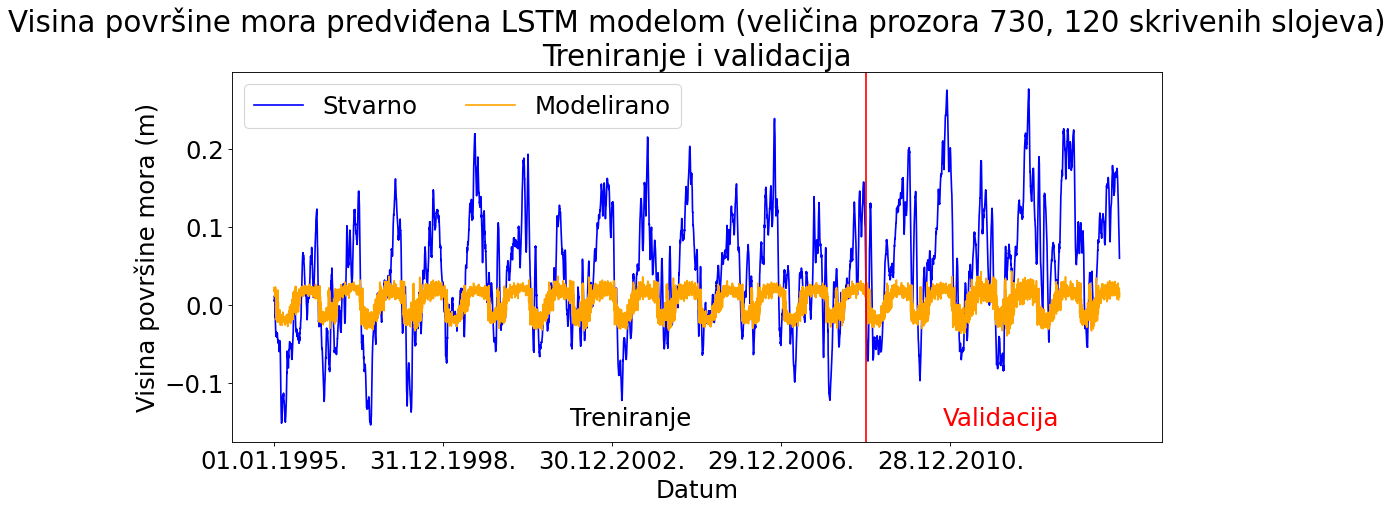 Visina površine mora predviđena LSTM modelom (veličina prozora 730, 120 skrivenih slojeva)
Treniranje i validacija
Stvarno Modelirano
Visina površine mora (m)
0.2
0.1
0.0
−0.1
Treniranje Validacija
01.01.1995. 31.12.1998. 30.12.2002. 29.12.2006. 28.12.2010.
Datum